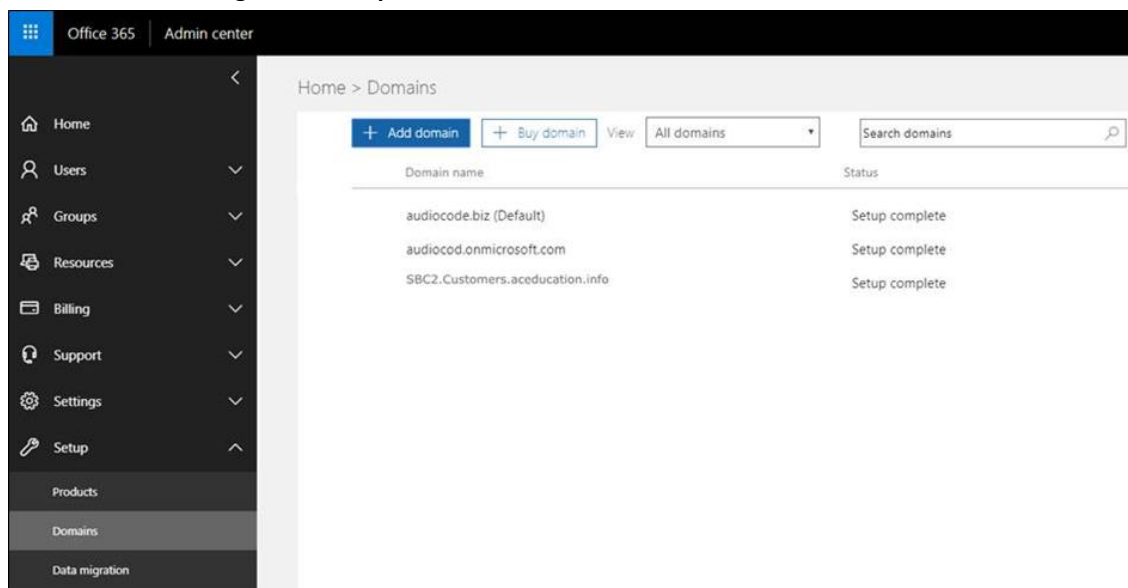 Office 365 Admin center
Home > Domains
Home
Users
Groups
Resources
Billing
Support
Settings
Setup
Products
Domains
Data migration
+ Add domain + Buy domain View All domains Search domains
Domain name Status
audiocode.biz (Default) Setup complete
audiocod.onmicrosoft.com Setup complete
SBC2.Customers.aceducation.info Setup complete